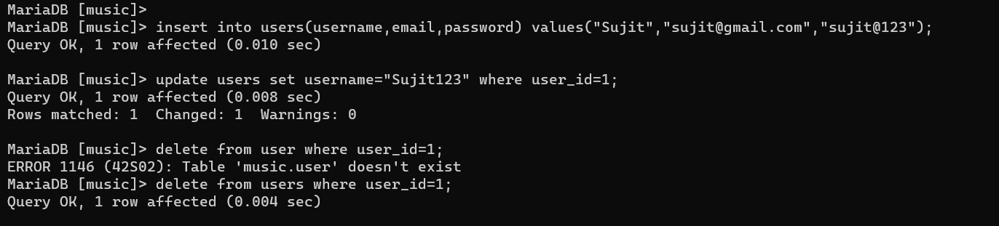 MariaDB [music]>
MariaDB [music]> insert into users(username,email,password) values("Sujit","sujit@gmail.com","sujit@123");
Query OK, 1 row affected (0.010 sec)
MariaDB [music]> update users set username="Sujit123" where user_id=1;
Query OK, 1 row affected (0.008 sec)
Rows matched: 1  Changed: 1  Warnings: 0
MariaDB [music]> delete from user where user_id=1;
ERROR 1146 (42S02): Table 'music.user' doesn't exist
MariaDB [music]> delete from users where user_id=1;
Query OK, 1 row affected (0.004 sec)